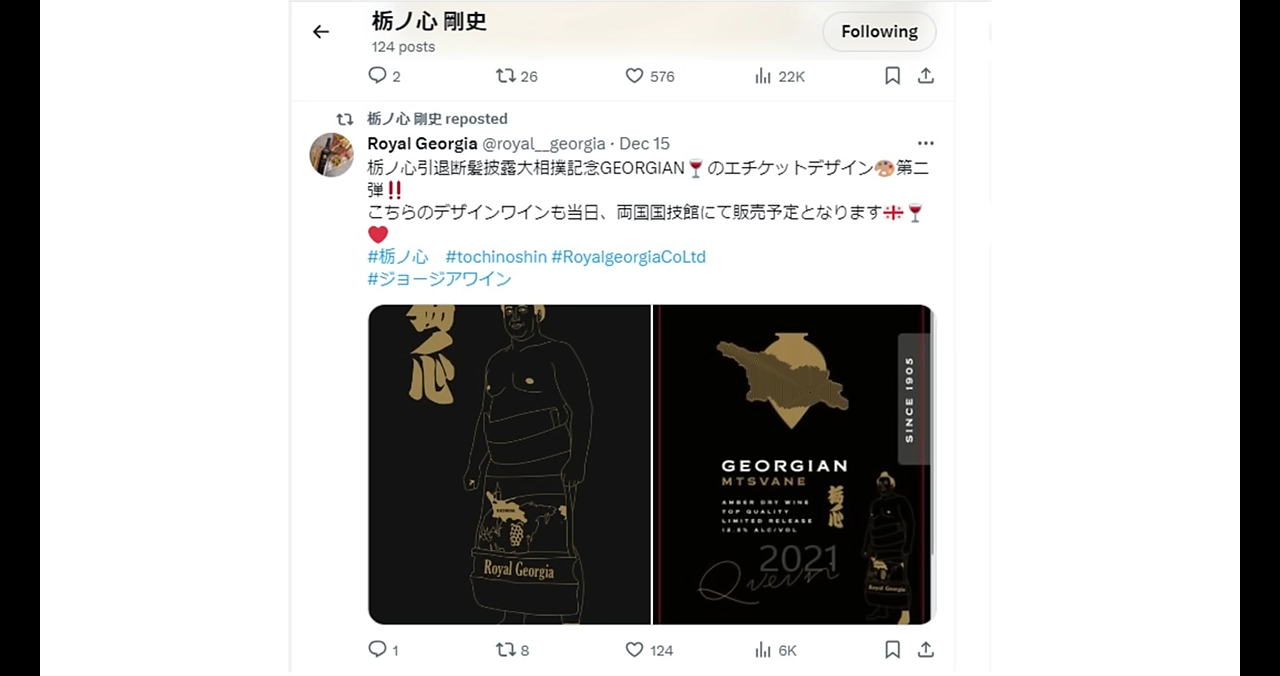 栃ノ心 剛史
124 posts
Following
2 26 576 22K
栃ノ心 剛史 reposted
Royal Georgia @royal__georgia · Dec 15
栃ノ心引退断髪披露大相撲記念GEORGIAN🍷のエチケットデザイン🎨第二
弾‼
こちらのデザインワインも当日、両国国技館にて販売予定となります🇬🇪🍷
❤
#栃ノ心 #tochinoshin #RoyalgeorgiaCoLtd
#ジョージアワイン
ノ心
Royal Georgia
SINCE 1905
GEORGIAN
MTSVANE
AMBER DRY WINE
TOP QUALITY
LIMITED RELEASE
12.5% ALC/VOL
栃ノ心
2021
Royal Georgia
1 8 124 6K